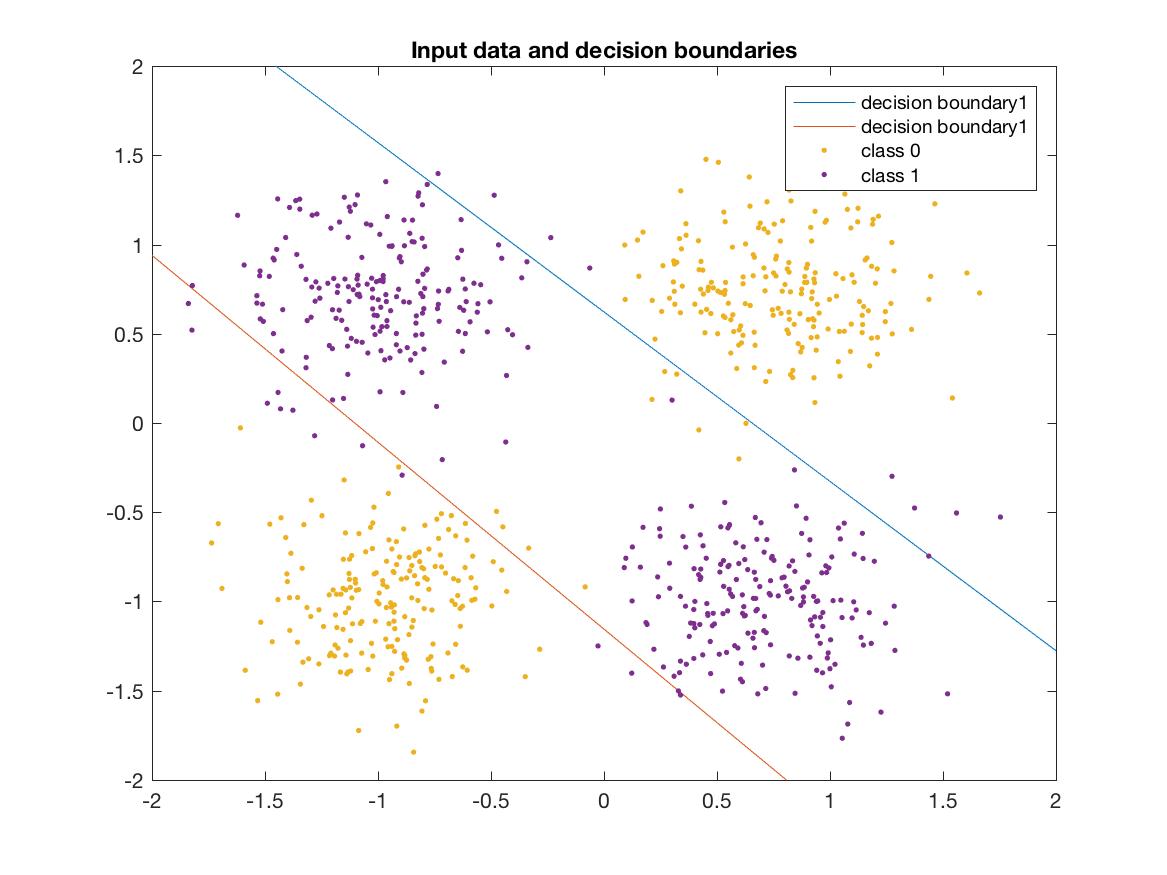 Input data and decision boundaries
decision boundary1
decision boundary1
class 0
class 1
2
1.5
1
0.5
0
-0.5
-1
-1.5
-2
-2 -1.5 -1 -0.5 0 0.5 1 1.5 2